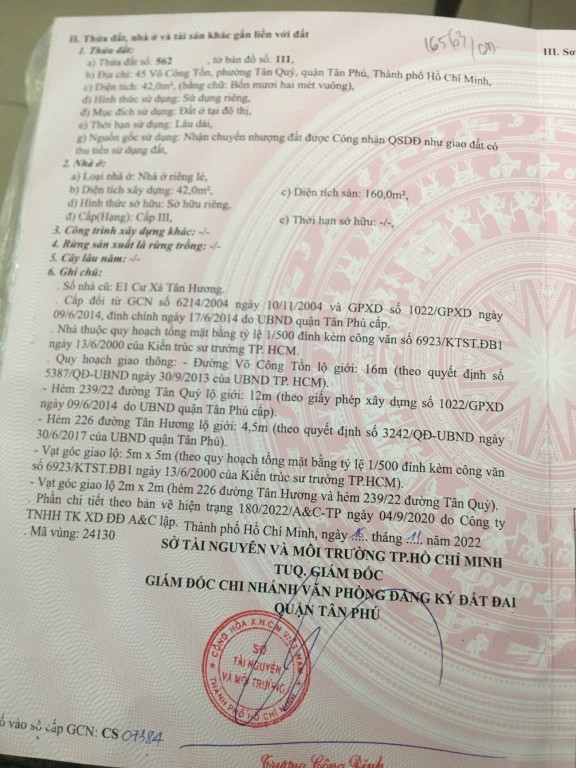 II. Thửa đất, nhà ở và tài sản khác gắn liền với đất
1. Thửa đất:
a) Thửa đất số: 562 , tờ bản đồ số: 111,
b) Địa chỉ: 45 Võ Công Tồn, phường Tân Quý, quận Tân Phú, Thành phố Hồ Chí Minh,
c) Diện tích: 42,0m², (bằng chữ: Bốn mươi hai mét vuông),
d) Hình thức sử dụng: Sử dụng riêng,
đ) Mục đích sử dụng: Đất ở tại đô thị,
e) Thời hạn sử dụng: Lâu dài,
g) Nguồn gốc sử dụng: Nhận chuyển nhượng đất được Công nhận QSDĐ như giao đất có
thu tiền sử dụng đất,
2. Nhà ở:
a) Loại nhà ở: Nhà ở riêng lẻ,
b) Diện tích xây dựng: 42,0m², c) Diện tích sàn: 160,0m²,
d) Hình thức sở hữu: Sở hữu riêng,
đ) Cấp(Hạng): Cấp III, e) Thời hạn sở hữu: -/-,
3. Công trình xây dựng khác: -/-
4. Rừng sản xuất là rừng trồng: -/-
5. Cây lâu năm: -/-
6. Ghi chú:
. Số nhà cũ: E1 Cư Xá Tân Hương.
. Cấp đổi từ GCN số 6214/2004 ngày 10/11/2004 và GPXD số 1022/GPXD ngày
09/6/2014, đính chính ngày 17/6/2014 do UBND quận Tân Phú cấp.
. Nhà thuộc quy hoạch tổng mặt bằng tỷ lệ 1/500 đính kèm công văn số 6923/KTST.ĐB1
ngày 13/6/2000 của Kiến trúc sư trưởng TP. HCM.
. Quy hoạch giao thông: - Đường Võ Công Tồn lộ giới: 16m (theo quyết định số
5387/QĐ-UBND ngày 30/9/2013 của UBND TP. HCM).
- Hẻm 239/22 đường Tân Quý lộ giới: 12m (theo giấy phép xây dựng số 1022/GPXD
ngày 09/6/2014 do UBND quận Tân Phú cấp).
- Hẻm 226 đường Tân Hương lộ giới: 4,5m (theo quyết định số 3242/QĐ-UBND ngày
30/6/2017 của UBND quận Tân Phú).
- Vạt góc giao lộ: 5m x 5m (theo quy hoạch tổng mặt bằng tỷ lệ 1/500 đính kèm công văn
số 6923/KTST.ĐB1 ngày 13/6/2000 của Kiến trúc sư trưởng TP.HCM).
- Vạt góc giao lộ 2m x 2m (hẻm 226 đường Tân Hương và hẻm 239/22 đường Tân Quý).
. Phần chi tiết theo bản vẽ hiện trạng 180/2022/A&C-TP ngày 04/9/2020 do Công ty
TNHH TK XD ĐĐ A&C lập.
Thành phố Hồ Chí Minh, ngày 16 tháng 11 năm 2022
. Mã vùng: 24130
SỞ TÀI NGUYÊN VÀ MÔI TRƯỜNG TP.HỒ CHÍ MINH
TUQ. GIÁM ĐỐC
GIÁM ĐỐC CHI NHÁNH VĂN PHÒNG ĐĂNG KÝ ĐẤT ĐAI
QUẬN TÂN PHÚ
CỘNG HÒA X.H.C.N VIỆT NAM
SỞ
TÀI NGUYÊN
VÀ MÔI TRƯỜNG
THÀNH PHỐ HỒ CHÍ MINH
ố vào sổ cấp GCN: CS 07384
Trương Công Định
III. Sơ